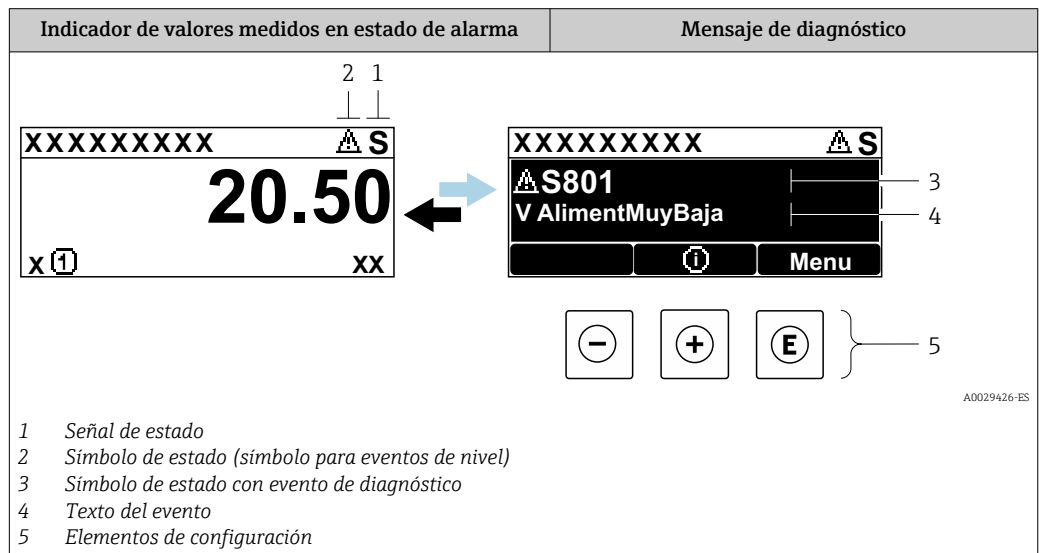 Indicador de valores medidos en estado de alarma
Mensaje de diagnóstico
2 1
XXXXXXXXX ⚠ S
20.50
X ① XX
XXXXXXXXX ⚠ S
⚠S801
3
V AlimentMuyBaja
4
ⓘ Menu
− + E
5
A0029426-ES
1 Señal de estado
2 Símbolo de estado (símbolo para eventos de nivel)
3 Símbolo de estado con evento de diagnóstico
4 Texto del evento
5 Elementos de configuración